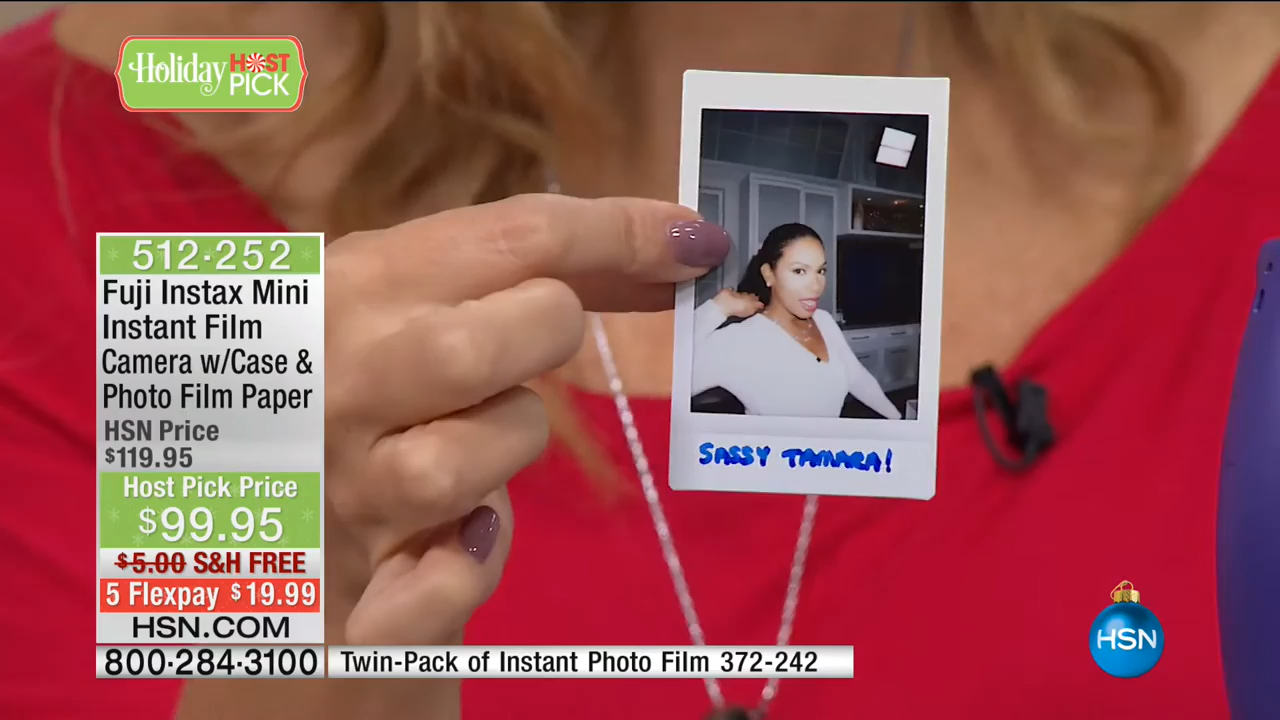 Holiday HOST PICK
512-252
Fuji Instax Mini
Instant Film
Camera w/Case &
Photo Film Paper
HSN Price
$119.95
Host Pick Price
$99.95
$5.00 S&H FREE
5 Flexpay $19.99
HSN.COM
800-284-3100
Twin-Pack of Instant Photo Film 372-242
SASSY TAMARA!
HSN